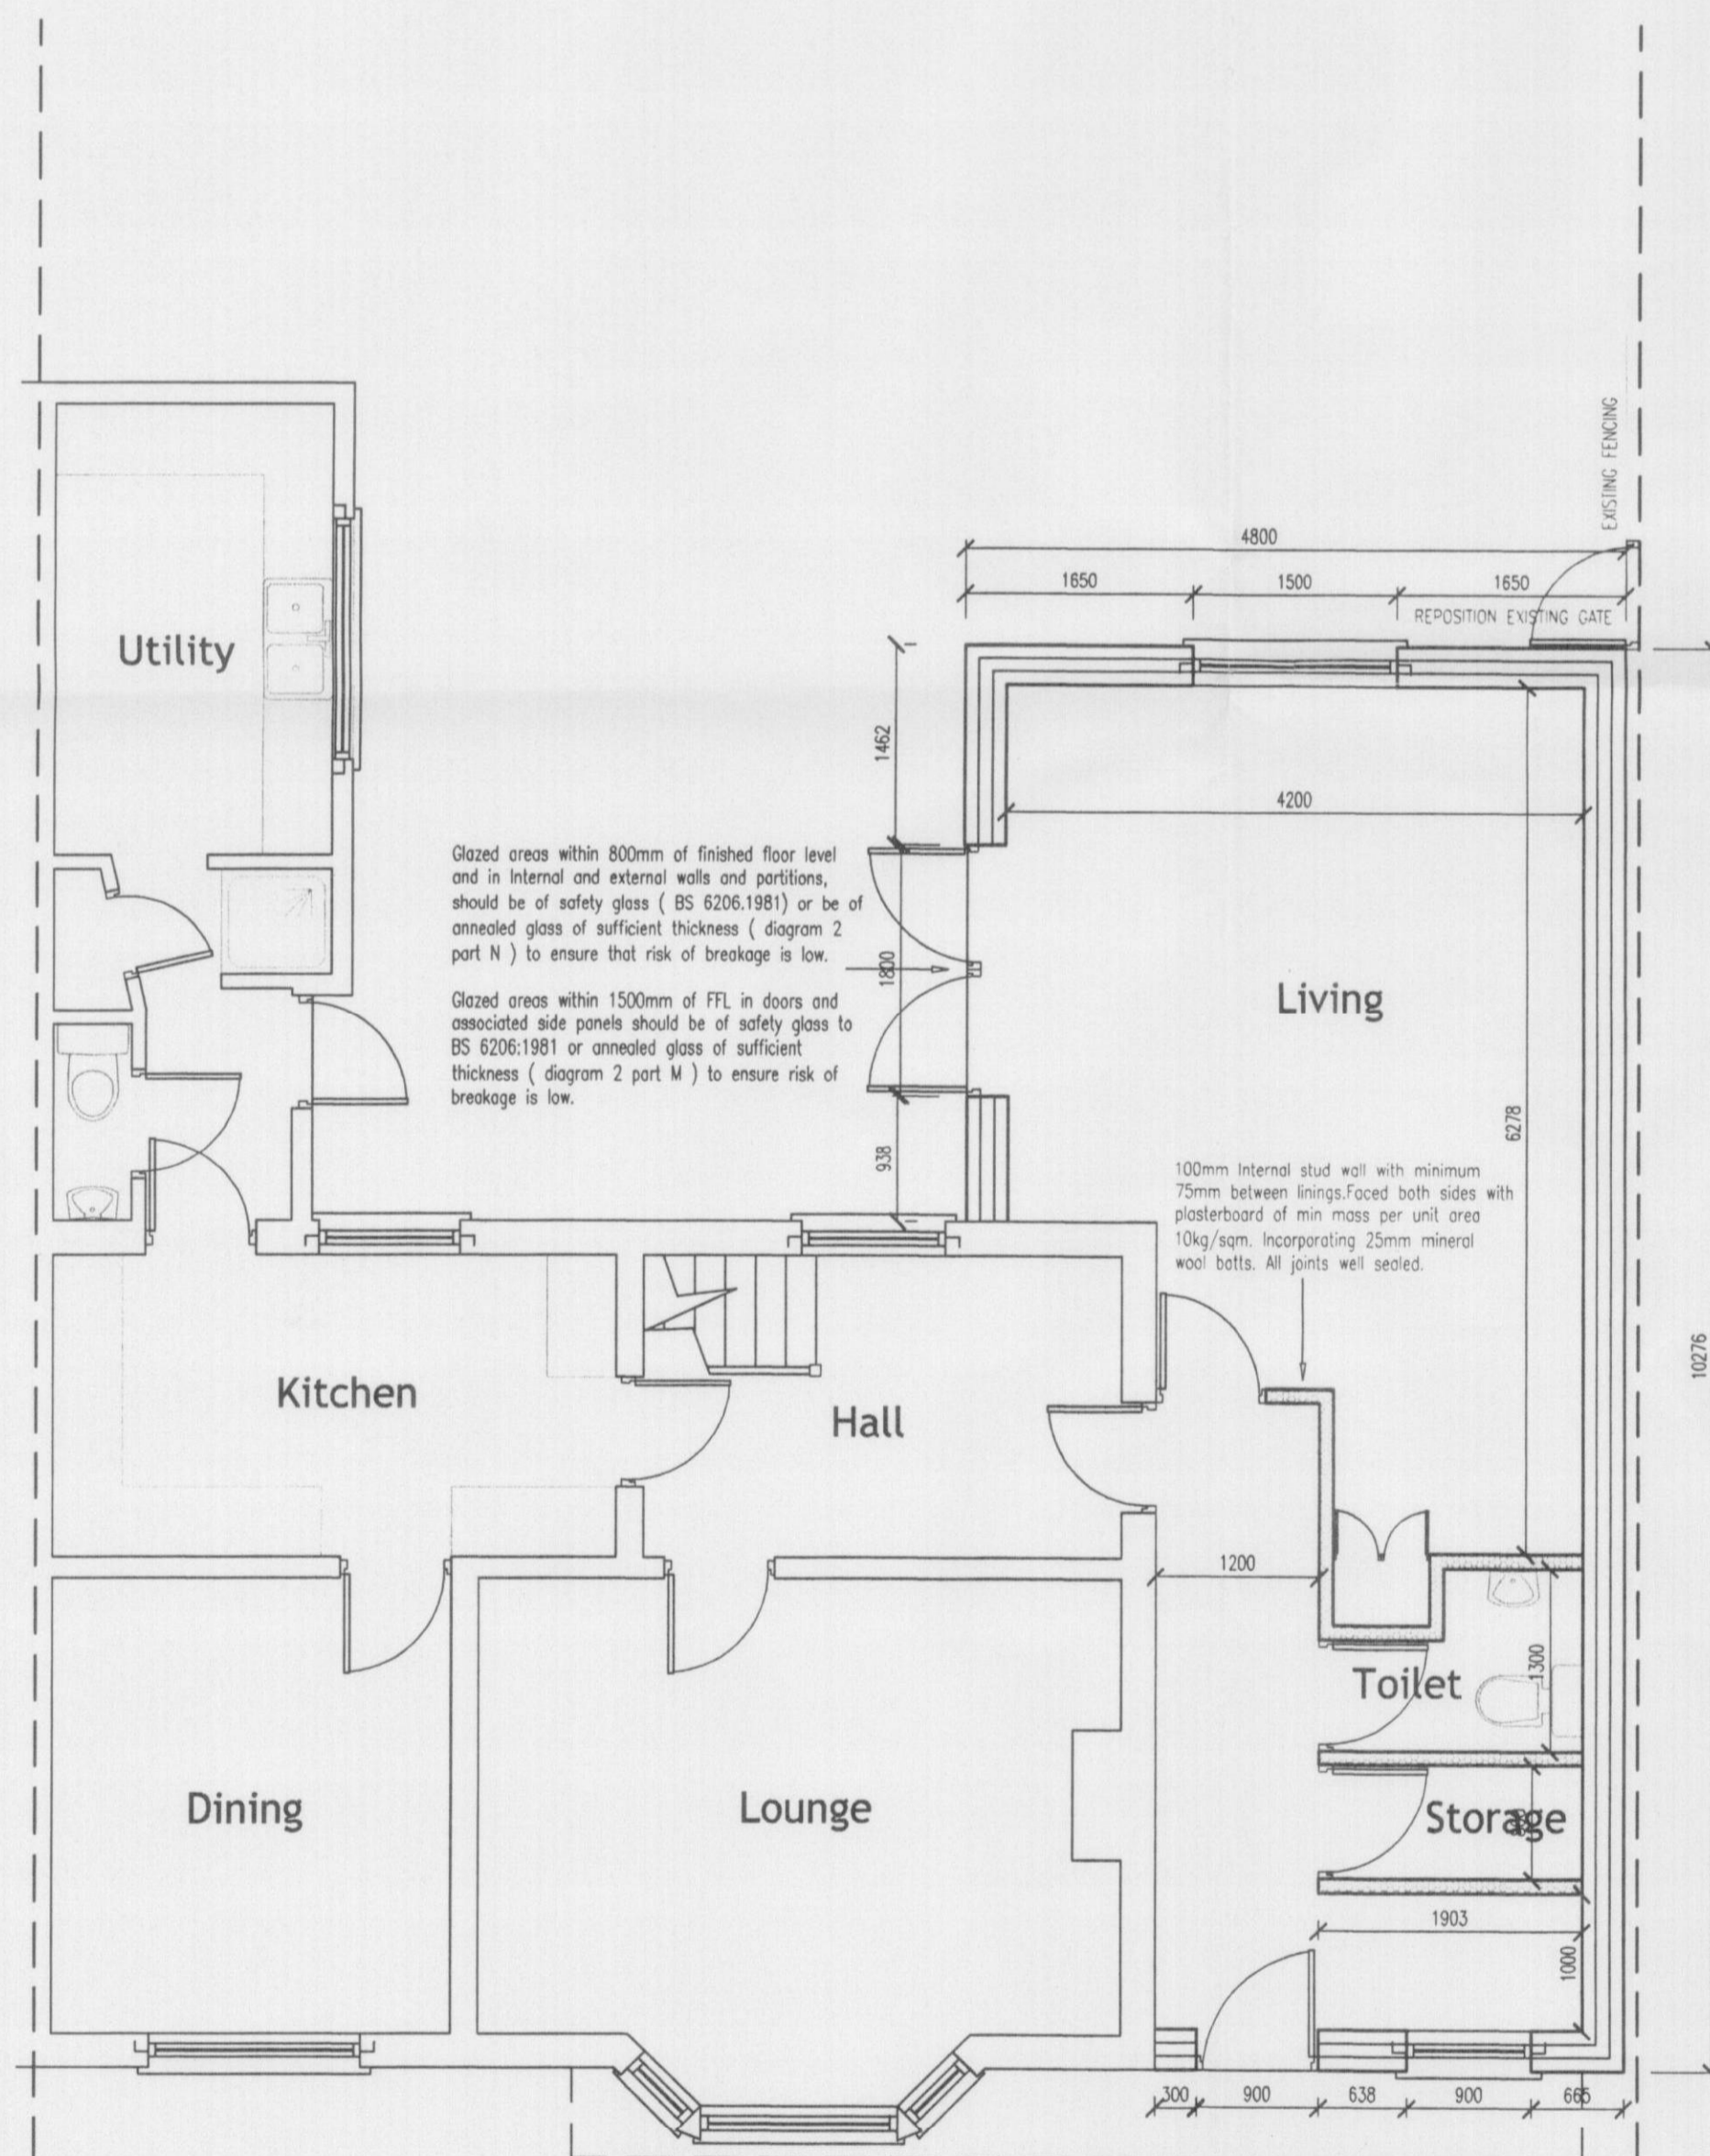 EXISTING FENCING
4800
1650
1500
1650
REPOSITION EXISTING GATE
Utility
1462
4200
Glazed areas within 800mm of finished floor level
and in Internal and external walls and partitions,
should be of safety glass ( BS 6206.1981) or be of
annealed glass of sufficient thickness ( diagram 2
part N ) to ensure that risk of breakage is low.
1800
Glazed areas within 1500mm of FFL in doors and
associated side panels should be of safety glass to
BS 6206:1981 or annealed glass of sufficient
thickness ( diagram 2 part M ) to ensure risk of
breakage is low.
Living
938
6278
100mm Internal stud wall with minimum
75mm between linings.Faced both sides with
plasterboard of min mass per unit area
10kg/sqm. Incorporating 25mm mineral
wool batts. All joints well sealed.
10276
Kitchen
Hall
1200
Toilet
1300
Dining
Lounge
Storage
1903
1000
300
900
638
900
665